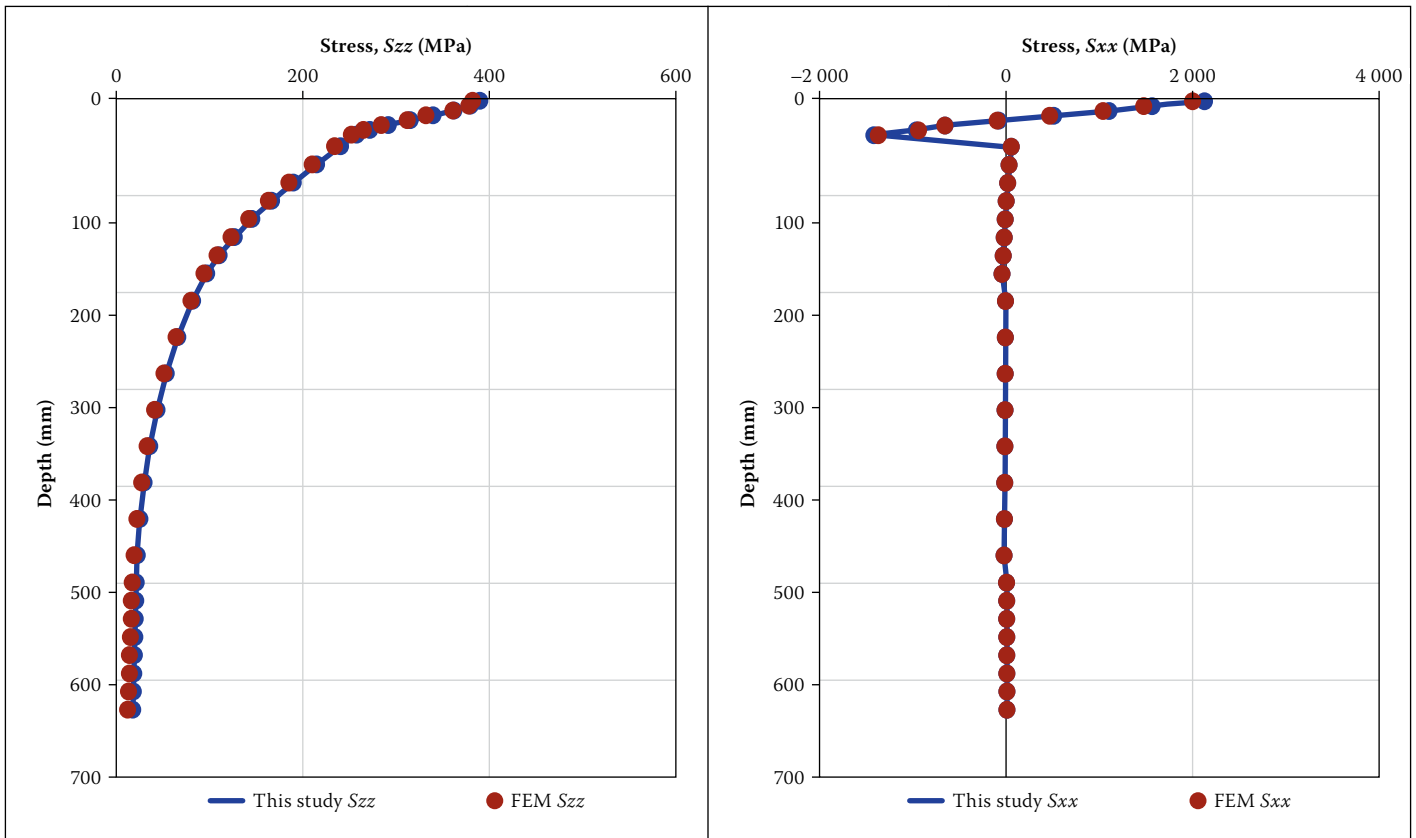 Stress, Szz (MPa)
0 200 400 600
0
100
200
300
400
500
600
700
Depth (mm)
This study Szz FEM Szz
Stress, Sxx (MPa)
–2 000 0 2 000 4 000
0
100
200
300
400
500
600
700
Depth (mm)
This study Sxx FEM Sxx